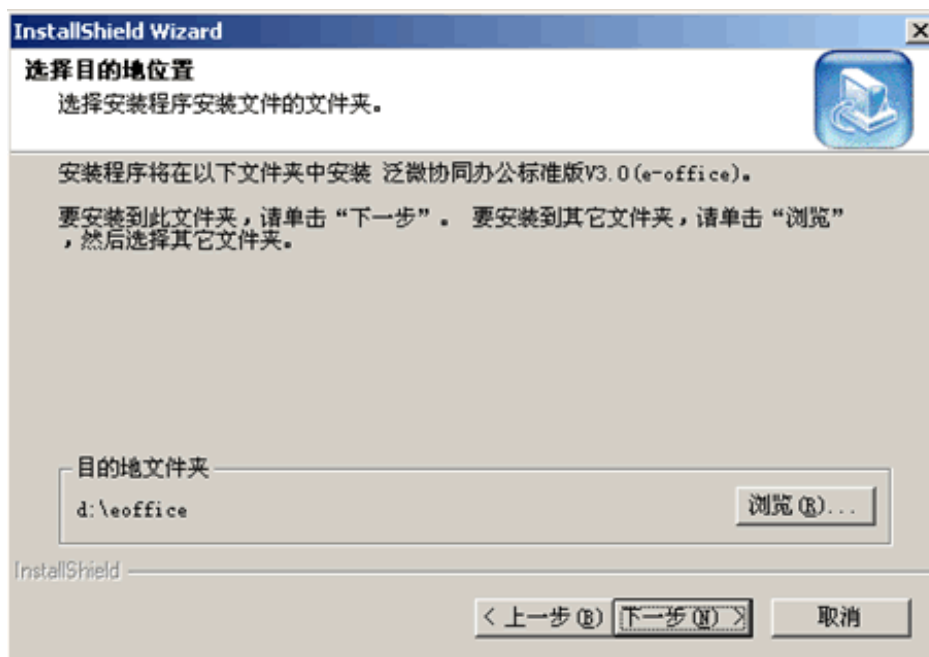 InstallShield Wizard
选择目的地位置
选择安装程序安装文件的文件夹。
安装程序将在以下文件夹中安装 泛微协同办公标准版V3.0(e-office)。
要安装到此文件夹，请单击“下一步”。 要安装到其它文件夹，请单击“浏览”
，然后选择其它文件夹。
目的地文件夹
d:\eoffice
浏览(R)...
InstallShield
< 上一步(B) 下一步(N) > 取消